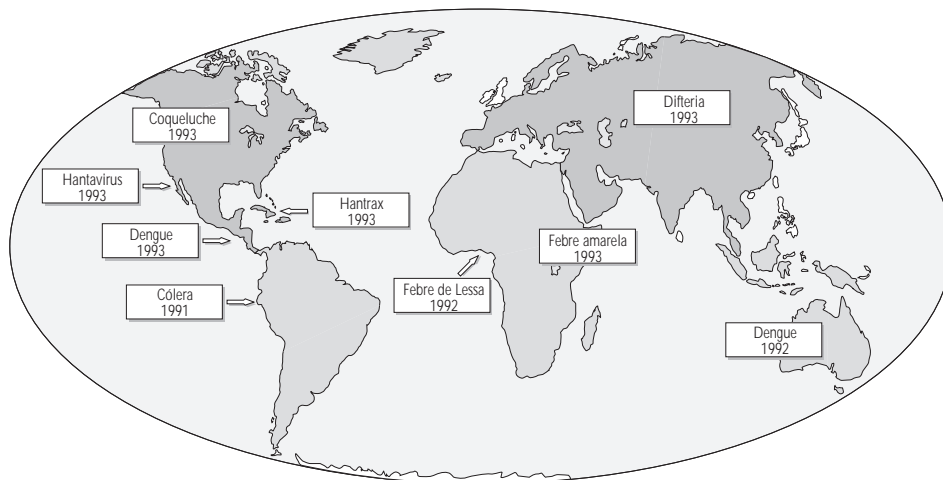 Coqueluche
1993
Difteria
1993
Hantavirus
1993
Hantrax
1993
Dengue
1993
Febre amarela
1993
Cólera
1991
Febre de Lessa
1992
Dengue
1992